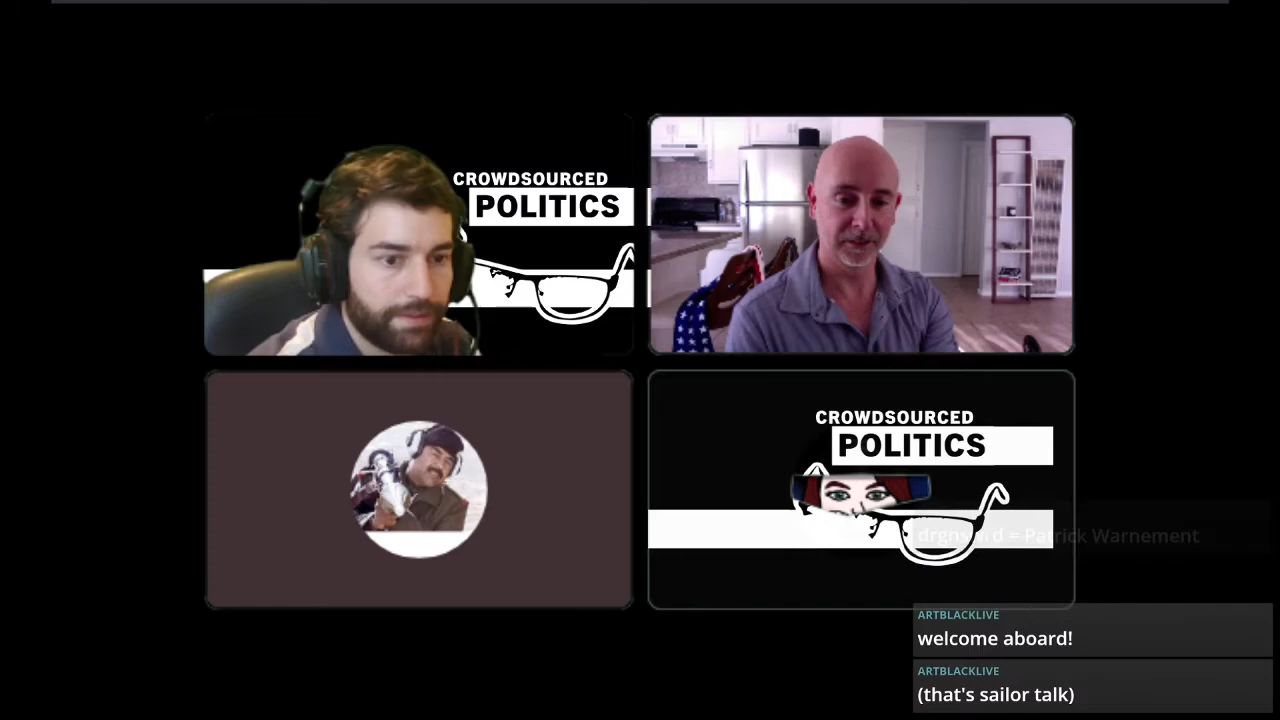 CROWDSOURCED
POLITICS
CROWDSOURCED
POLITICS
= Patrick Warnement
ARTBLACKLIVE
welcome aboard!
ARTBLACKLIVE
(that's sailor talk)